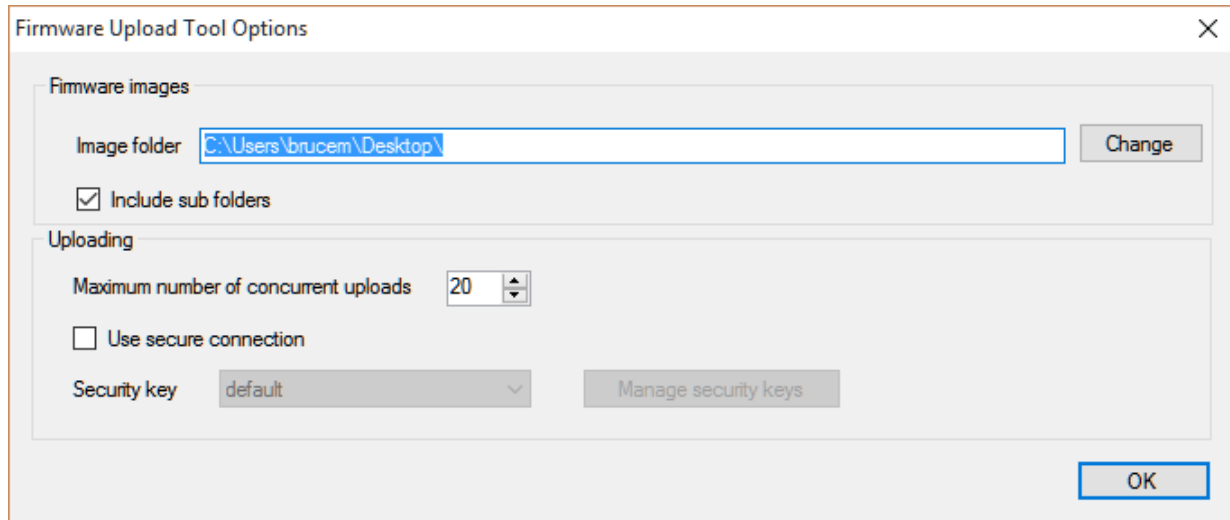 Firmware Upload Tool Options
Firmware images
Image folder C:\Users\brucem\Desktop\ Change
Include sub folders
Uploading
Maximum number of concurrent uploads 20
Use secure connection
Security key default Manage security keys
OK